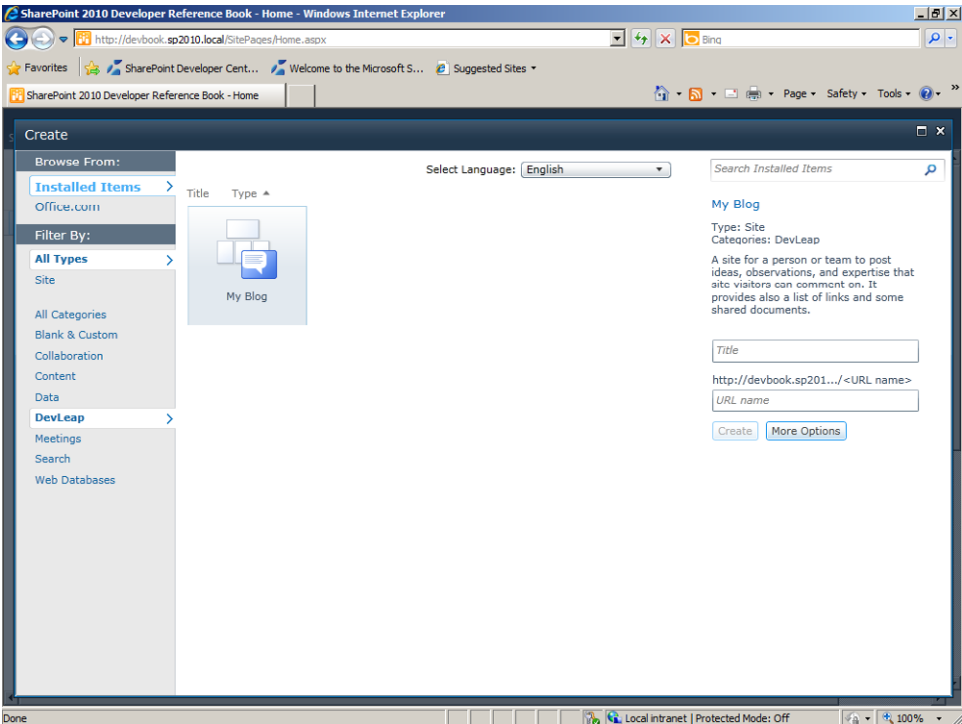 SharePoint 2010 Developer Reference Book - Home - Windows Internet Explorer
http://devbook.sp2010.local/SitePages/Home.aspx
Bing
Favorites
SharePoint Developer Cent...
Welcome to the Microsoft S...
Suggested Sites
SharePoint 2010 Developer Reference Book - Home
Page
Safety
Tools
Create
Browse From:
Installed Items
Office.com
Filter By:
All Types
Site
All Categories
Blank & Custom
Collaboration
Content
Data
DevLeap
Meetings
Search
Web Databases
Select Language:
English
Title
Type
My Blog
Search Installed Items
My Blog
Type: Site
Categories: DevLeap
A site for a person or team to post
ideas, observations, and expertise that
site visitors can comment on. It
provides also a list of links and some
shared documents.
Title
http://devbook.sp201.../<URL name>
URL name
Create
More Options
Done
Local intranet | Protected Mode: Off
100%